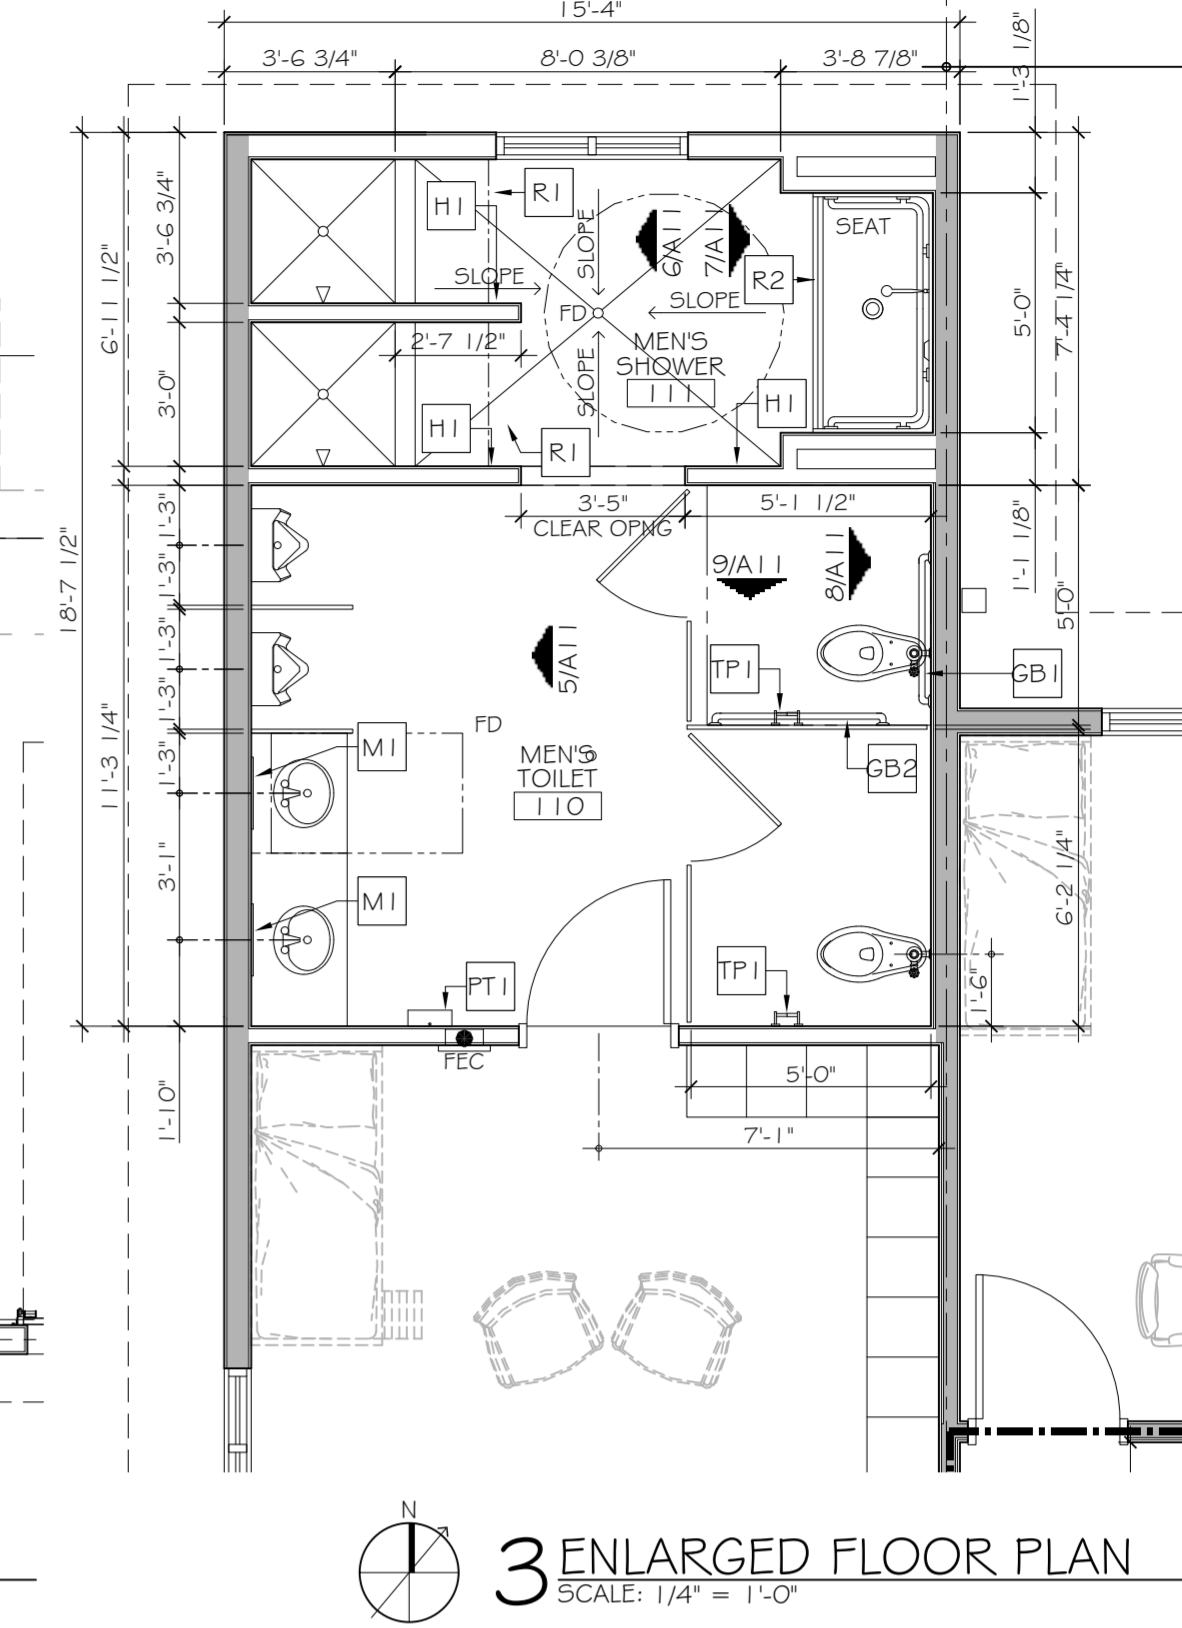 15'-4"
3'-6 3/4"
8'-0 3/8"
3'-8 7/8"
1'-3 1/8"
3'-6 3/4"
6'-11 1/2"
3'-0"
18'-7 1/2"
11'-3 1/4"
1'-3"
1'-3"
1'-3"
1'-3"
1'-3"
3'-1"
1'-10"
H1
R1
SLOPE
SLOPE
6/A11
7/A11
SEAT
R2
SLOPE
FD
SLOPE
2'-7 1/2"
MEN'S
SHOWER
111
H1
H1
R1
5'-0"
7'-4 1/4"
3'-5"
CLEAR OPNG
5'-1 1/2"
1'-1 1/8"
5'-0"
9/A11
8/A11
5/A11
TP1
GB1
FD
M1
MEN'S
TOILET
110
GB2
M1
6'-2 1/4"
PT1
TP1
1'-6"
FEC
5'-0"
7'-1"
N
3 ENLARGED FLOOR PLAN
SCALE: 1/4" = 1'-0"